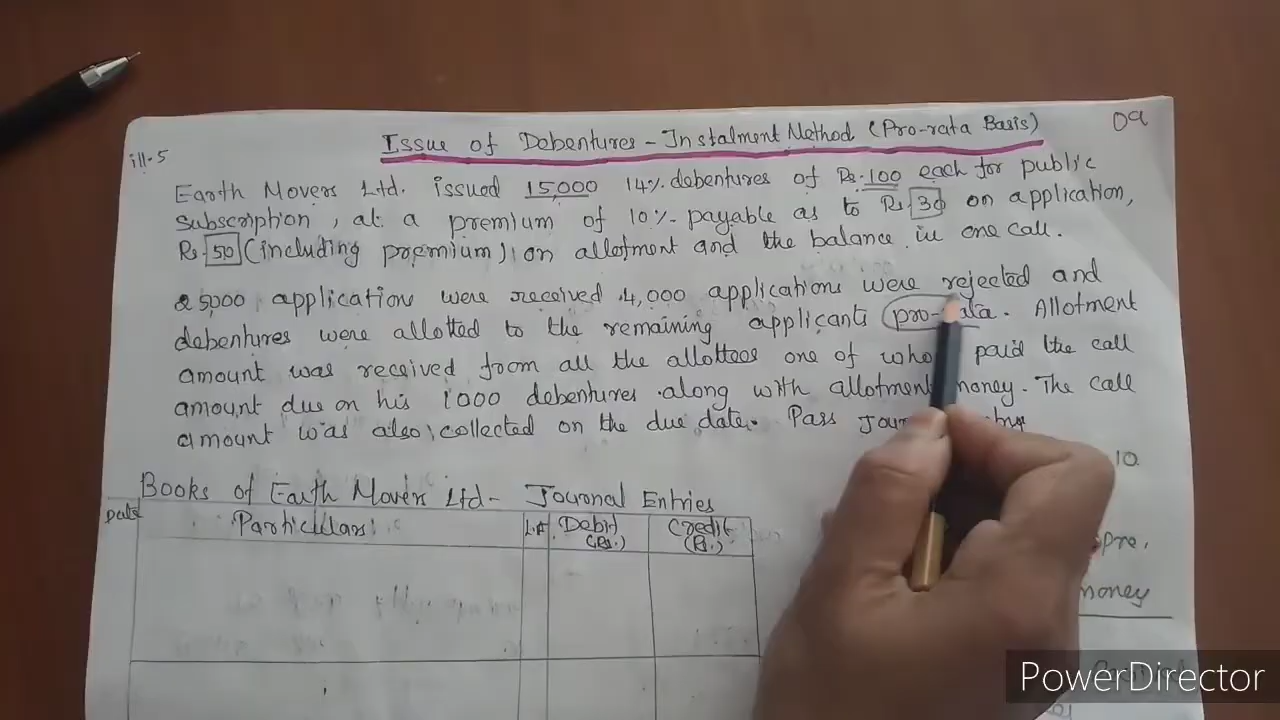 Issue of Debentures - Instalment Method (Pro-rata Basis)
09
ill-5
Earth Movers Ltd. issued 15,000 14% debentures of Rs.100 each for public
Subscription, at a premium of 10% payable as to Rs 30 on application,
Rs.50 (including premium) on allotment and the balance in one call.
25000 application were received 4,000 applications were rejected and
debentures were allotted to the remaining applicants pro-rata. Allotment
amount was received from all the allottees one of who paid the call
amount due on his 1000 debentures along with allotment money. The call
amount was also collected on the due date. Pass
10
Books of Earth Movers Ltd - Journal Entries
Date
Particulars
L.F
Debit (Rs.)
Credit (Rs.)
pre,
money
PowerDirector